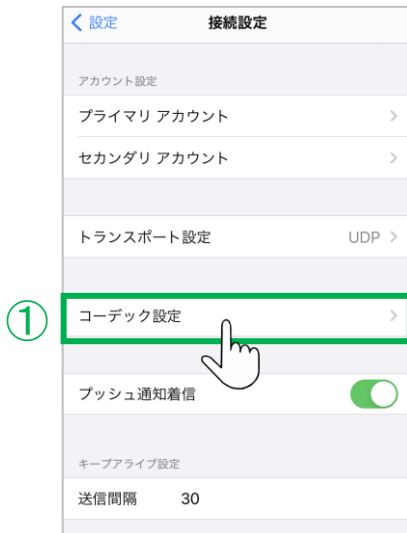 設定 接続設定
アカウント設定
プライマリ アカウント
セカンダリ アカウント
トランスポート設定 UDP
① コーデック設定
プッシュ通知着信
キープアライブ設定
送信間隔 30